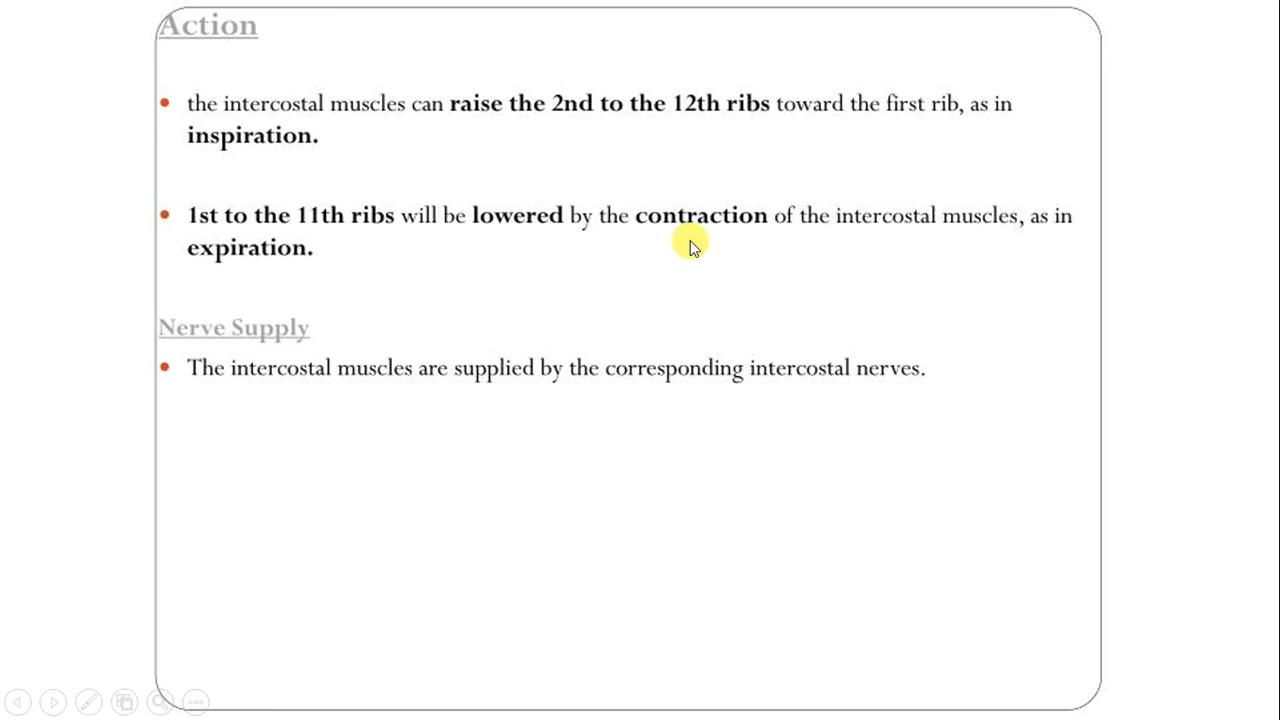 Action
the intercostal muscles can raise the 2nd to the 12th ribs toward the first rib, as in
inspiration.
1st to the 11th ribs will be lowered by the contraction of the intercostal muscles, as in
expiration.
Nerve Supply
The intercostal muscles are supplied by the corresponding intercostal nerves.